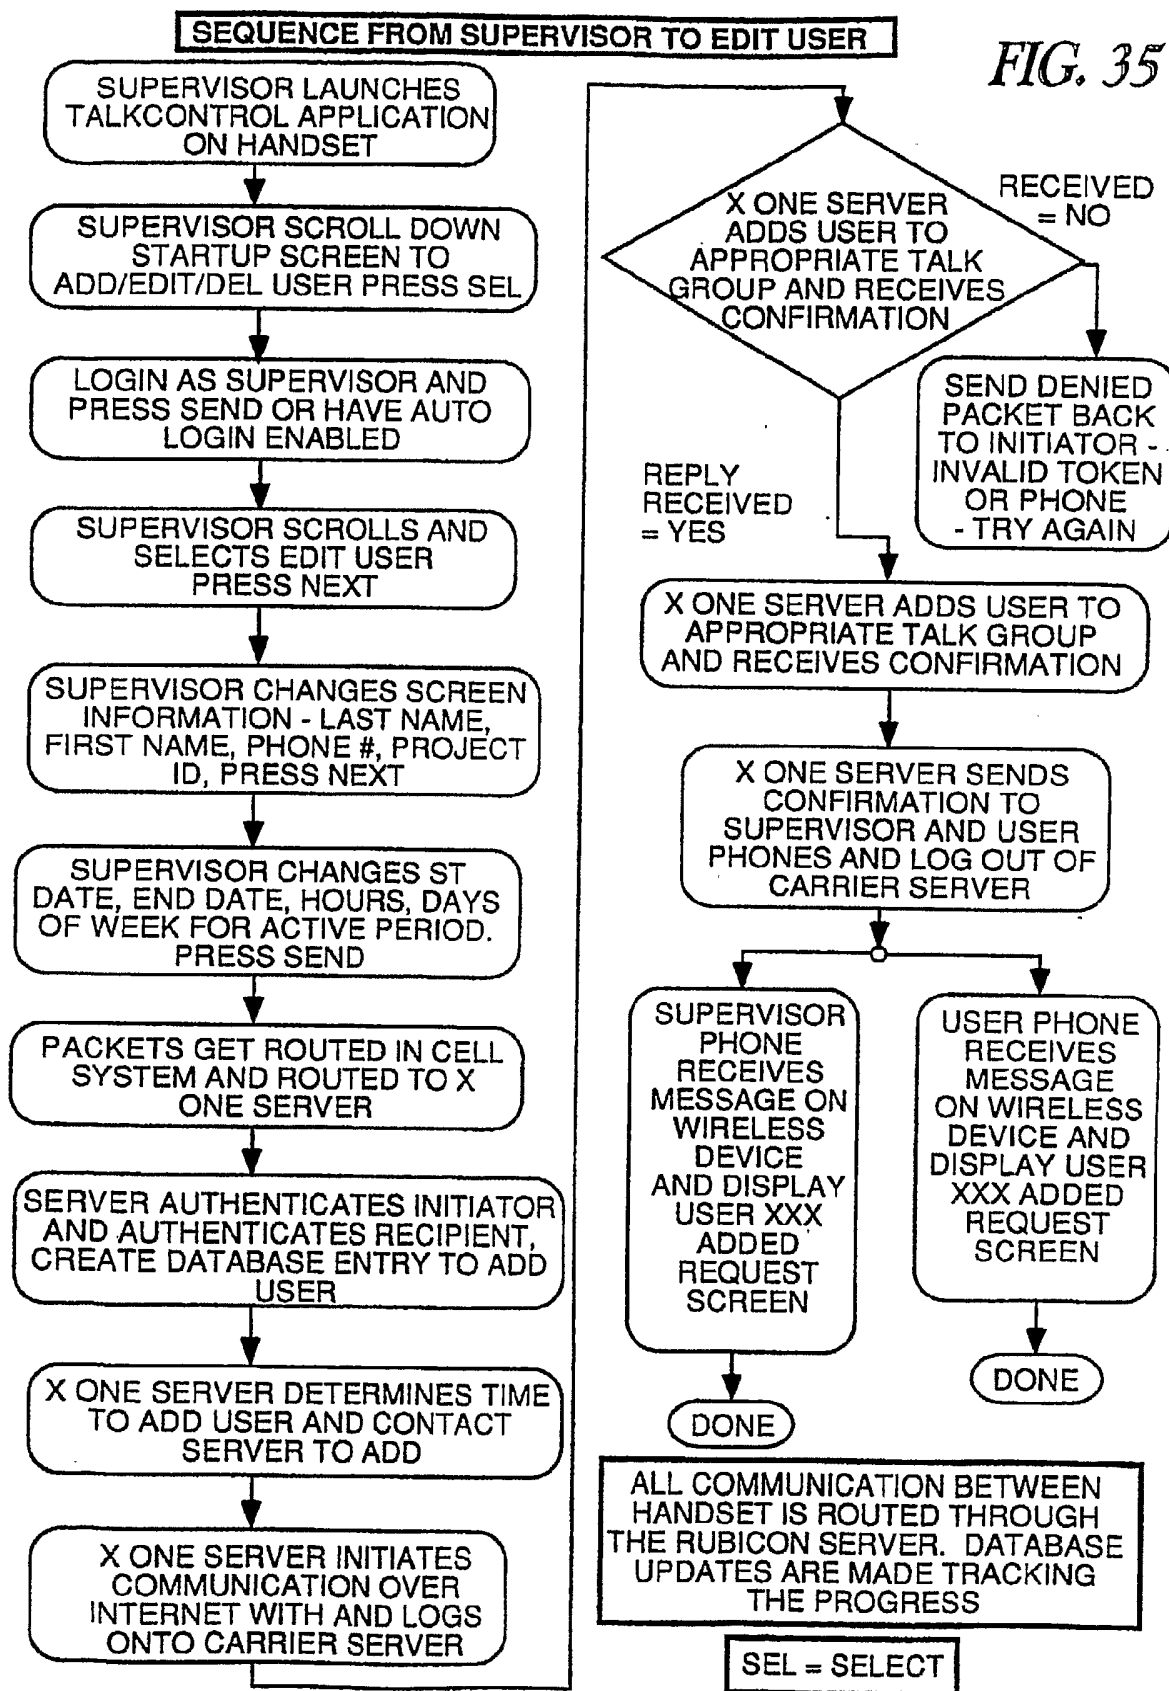 SEQUENCE FROM SUPERVISOR TO EDIT USER
FIG. 35
SUPERVISOR LAUNCHES
TALKCONTROL APPLICATION
ON HANDSET
SUPERVISOR SCROLL DOWN
STARTUP SCREEN TO
ADD/EDIT/DEL USER PRESS SEL
LOGIN AS SUPERVISOR AND
PRESS SEND OR HAVE AUTO
LOGIN ENABLED
SUPERVISOR SCROLLS AND
SELECTS EDIT USER
PRESS NEXT
SUPERVISOR CHANGES SCREEN
INFORMATION - LAST NAME,
FIRST NAME, PHONE #, PROJECT
ID, PRESS NEXT
SUPERVISOR CHANGES ST
DATE, END DATE, HOURS, DAYS
OF WEEK FOR ACTIVE PERIOD.
PRESS SEND
PACKETS GET ROUTED IN CELL
SYSTEM AND ROUTED TO X
ONE SERVER
SERVER AUTHENTICATES INITIATOR
AND AUTHENTICATES RECIPIENT,
CREATE DATABASE ENTRY TO ADD
USER
X ONE SERVER DETERMINES TIME
TO ADD USER AND CONTACT
SERVER TO ADD
X ONE SERVER INITIATES
COMMUNICATION OVER
INTERNET WITH AND LOGS
ONTO CARRIER SERVER
X ONE SERVER
ADDS USER TO
APPROPRIATE TALK
GROUP AND RECEIVES
CONFIRMATION
RECEIVED
= NO
SEND DENIED
PACKET BACK
TO INITIATOR -
INVALID TOKEN
OR PHONE
- TRY AGAIN
REPLY
RECEIVED
= YES
X ONE SERVER ADDS USER TO
APPROPRIATE TALK GROUP
AND RECEIVES CONFIRMATION
X ONE SERVER SENDS
CONFIRMATION TO
SUPERVISOR AND USER
PHONES AND LOG OUT OF
CARRIER SERVER
SUPERVISOR
PHONE
RECEIVES
MESSAGE ON
WIRELESS
DEVICE
AND DISPLAY
USER XXX
ADDED
REQUEST
SCREEN
DONE
USER PHONE
RECEIVES
MESSAGE
ON WIRELESS
DEVICE AND
DISPLAY USER
XXX ADDED
REQUEST
SCREEN
DONE
ALL COMMUNICATION BETWEEN
HANDSET IS ROUTED THROUGH
THE RUBICON SERVER. DATABASE
UPDATES ARE MADE TRACKING
THE PROGRESS
SEL = SELECT